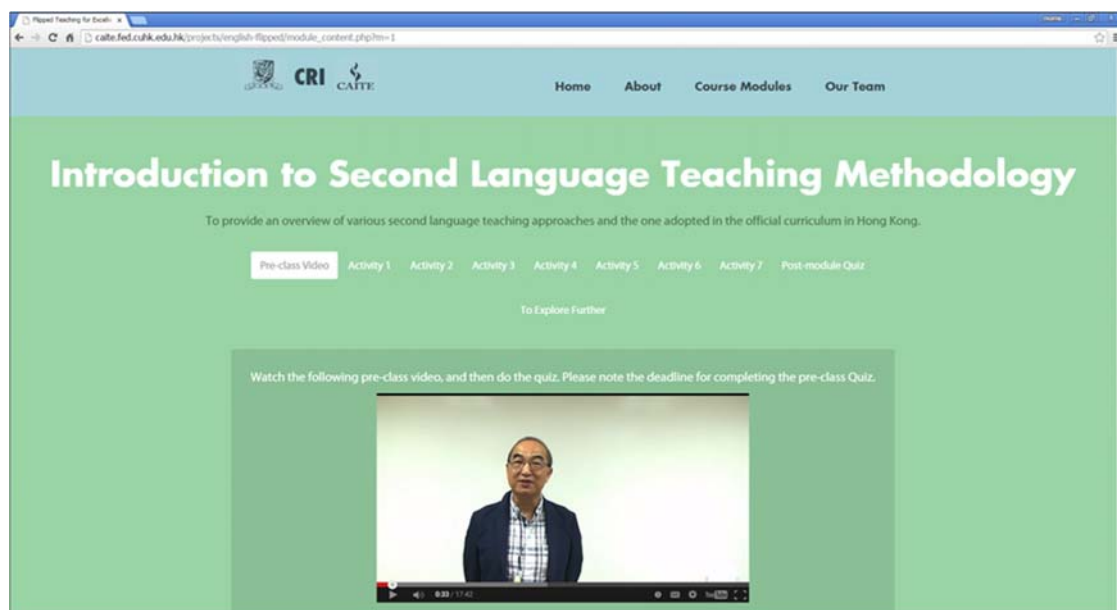 Flipped Teaching for Excelle
caite.fed.cuhk.edu.hk/projects/english-flipped/module_content.php?m=1
CRI
CAITE
Home About Course Modules Our Team
Introduction to Second Language Teaching Methodology
To provide an overview of various second language teaching approaches and the one adopted in the official curriculum in Hong Kong.
Pre-class Video Activity 1 Activity 2 Activity 3 Activity 4 Activity 5 Activity 6 Activity 7 Post-module Quiz
To Explore Further
Watch the following pre-class video, and then do the quiz. Please note the deadline for completing the pre-class Quiz.
0:33 / 17:42
YouTube